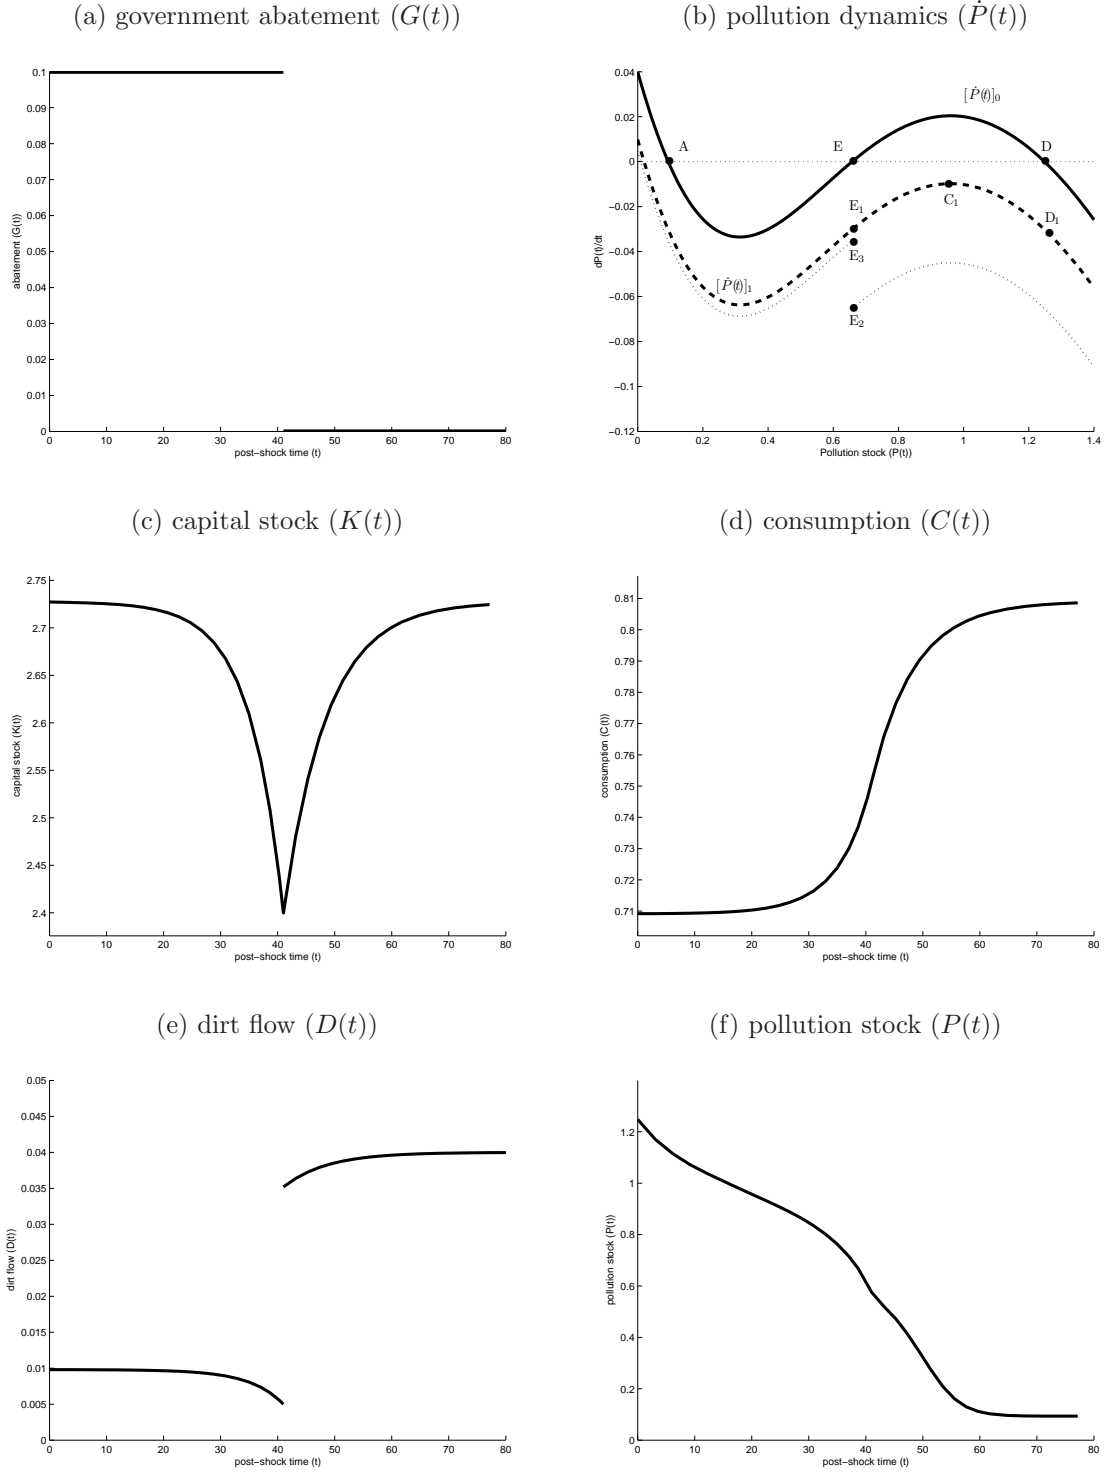 (a) government abatement (G(t))
(b) pollution dynamics (Ṗ(t))
0.1
0.09
0.08
0.07
0.06
0.05
0.04
0.03
0.02
0.01
0
abatement (G(t))
0 10 20 30 40 50 60 70 80
post−shock time (t)
0.04
0.02
0
−0.02
−0.04
−0.06
−0.08
−0.1
−0.12
dP(t)/dt
[Ṗ(t)]0
A
E
D
E1
C1
D1
E3
[Ṗ(t)]1
E2
0 0.2 0.4 0.6 0.8 1 1.2 1.4
Pollution stock (P(t))
(c) capital stock (K(t))
(d) consumption (C(t))
2.75
2.7
2.65
2.6
2.55
2.5
2.45
2.4
capital stock (K(t))
0 10 20 30 40 50 60 70 80
post−shock time (t)
0.81
0.8
0.79
0.78
0.77
0.76
0.75
0.74
0.73
0.72
0.71
consumption (C(t))
0 10 20 30 40 50 60 70 80
post−shock time (t)
(e) dirt flow (D(t))
(f) pollution stock (P(t))
0.05
0.045
0.04
0.035
0.03
0.025
0.02
0.015
0.01
0.005
0
dirt flow (D(t))
0 10 20 30 40 50 60 70 80
post−shock time (t)
1.2
1
0.8
0.6
0.4
0.2
0
pollution stock (P(t))
0 10 20 30 40 50 60 70 80
post−shock time (t)